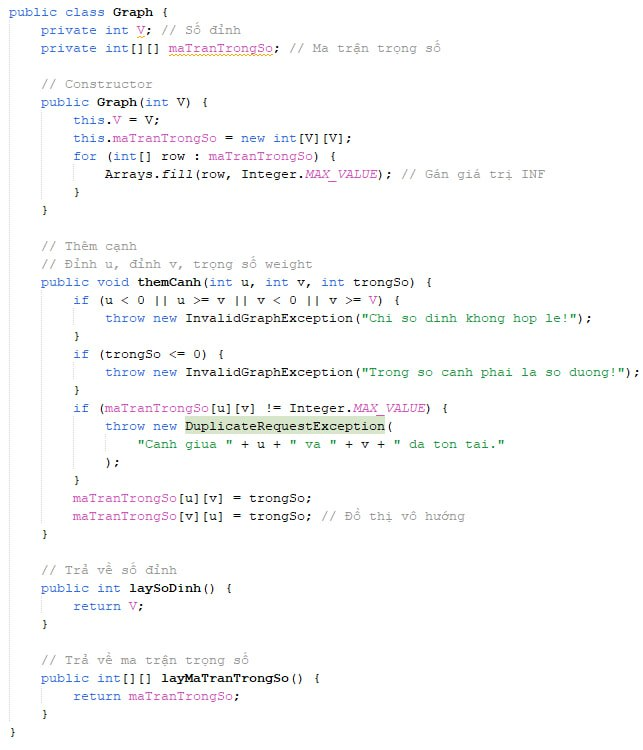 public class Graph {
    private int V; // Số đỉnh
    private int[][] maTranTrongSo; // Ma trận trọng số

    // Constructor
    public Graph(int V) {
        this.V = V;
        this.maTranTrongSo = new int[V][V];
        for (int[] row : maTranTrongSo) {
            Arrays.fill(row, Integer.MAX_VALUE); // Gán giá trị INF
        }
    }

    // Thêm cạnh
    // Đỉnh u, đỉnh v, trọng số weight
    public void themCanh(int u, int v, int trongSo) {
        if (u < 0 || u >= v || v < 0 || v >= V) {
            throw new InvalidGraphException("Chi so dinh khong hop le!");
        }
        if (trongSo <= 0) {
            throw new InvalidGraphException("Trong so canh phai la so duong!");
        }
        if (maTranTrongSo[u][v] != Integer.MAX_VALUE) {
            throw new DuplicateRequestException(
                "Canh giua " + u + " va " + v + " da ton tai."
            );
        }
        maTranTrongSo[u][v] = trongSo;
        maTranTrongSo[v][u] = trongSo; // Đồ thị vô hướng
    }

    // Trả về số đỉnh
    public int laySoDinh() {
        return V;
    }

    // Trả về ma trận trọng số
    public int[][] layMaTranTrongSo() {
        return maTranTrongSo;
    }
}